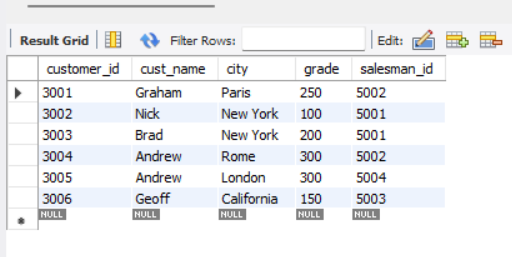 Result Grid Filter Rows: Edit:
customer_id cust_name city grade salesman_id
3001 Graham Paris 250 5002
3002 Nick New York 100 5001
3003 Brad New York 200 5001
3004 Andrew Rome 300 5002
3005 Andrew London 300 5004
3006 Geoff California 150 5003
NULL NULL NULL NULL NULL